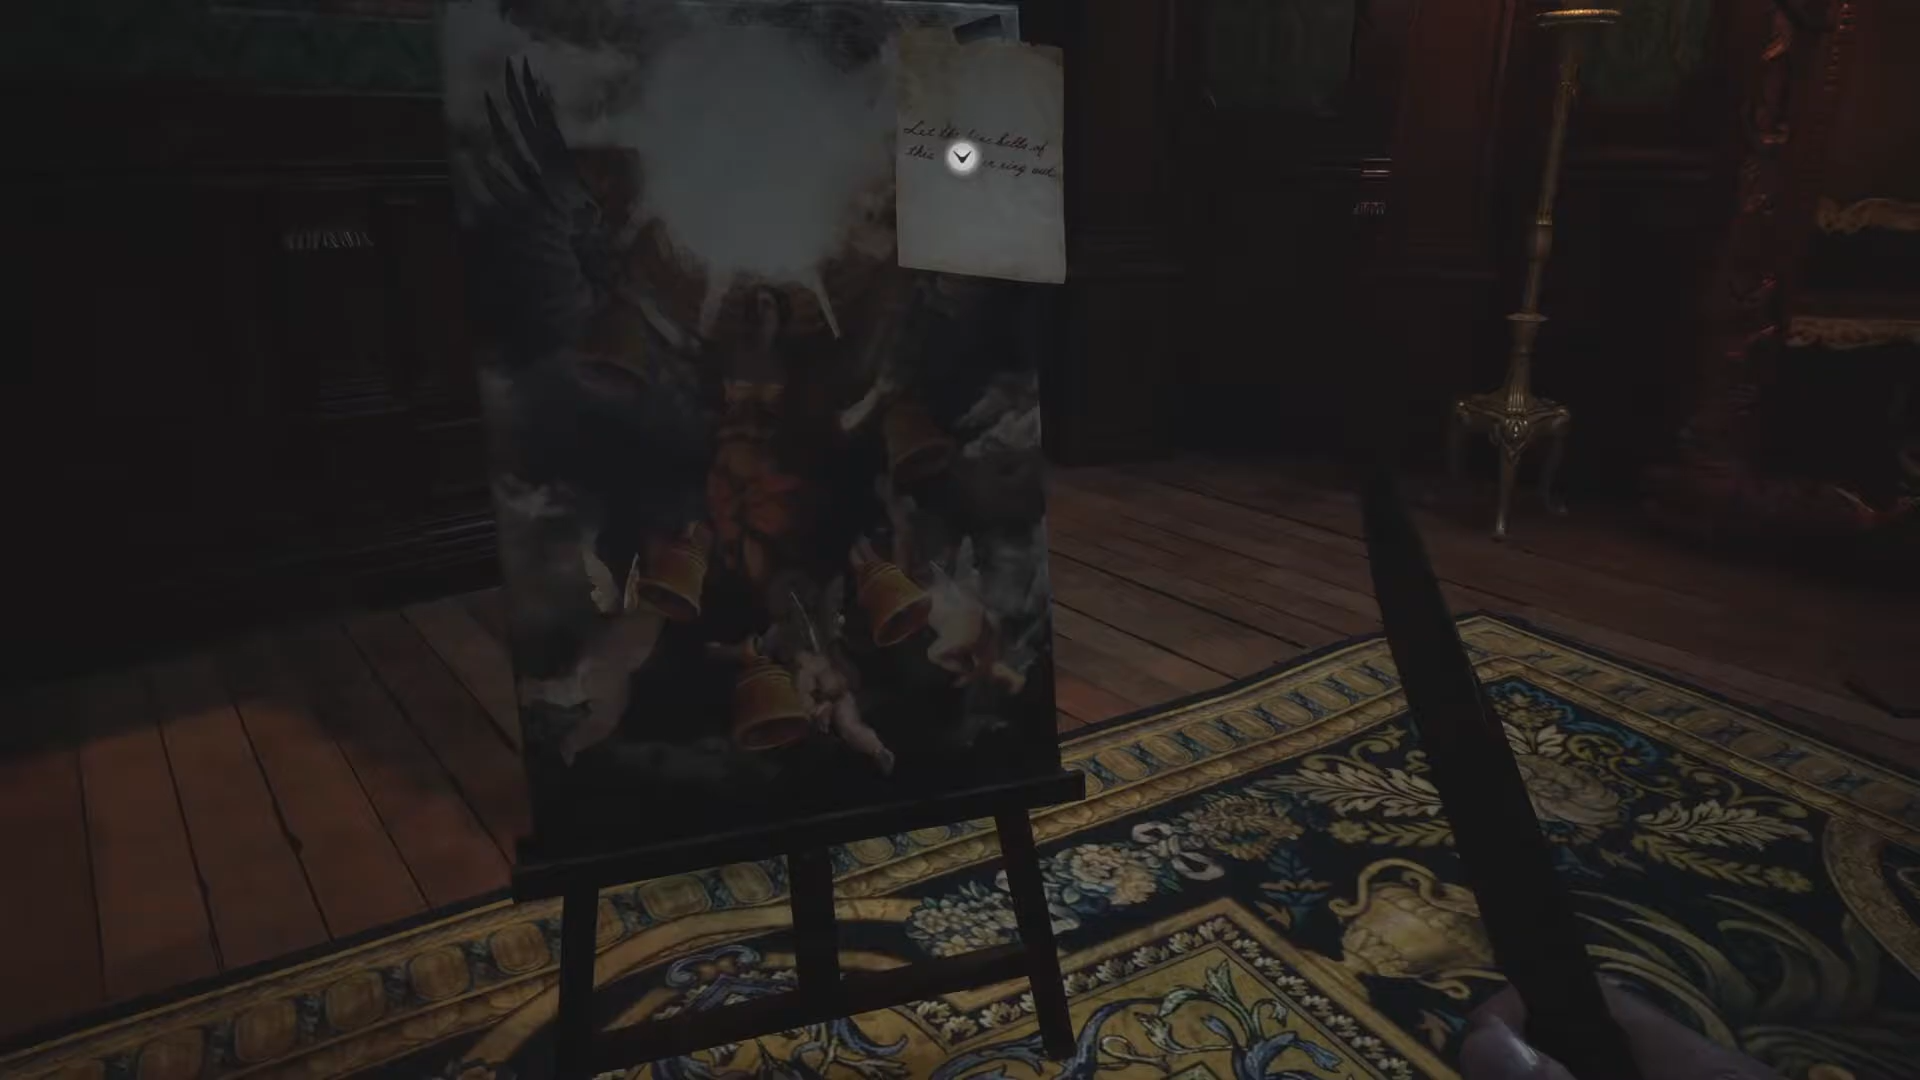 Let the five bells of
this ring out